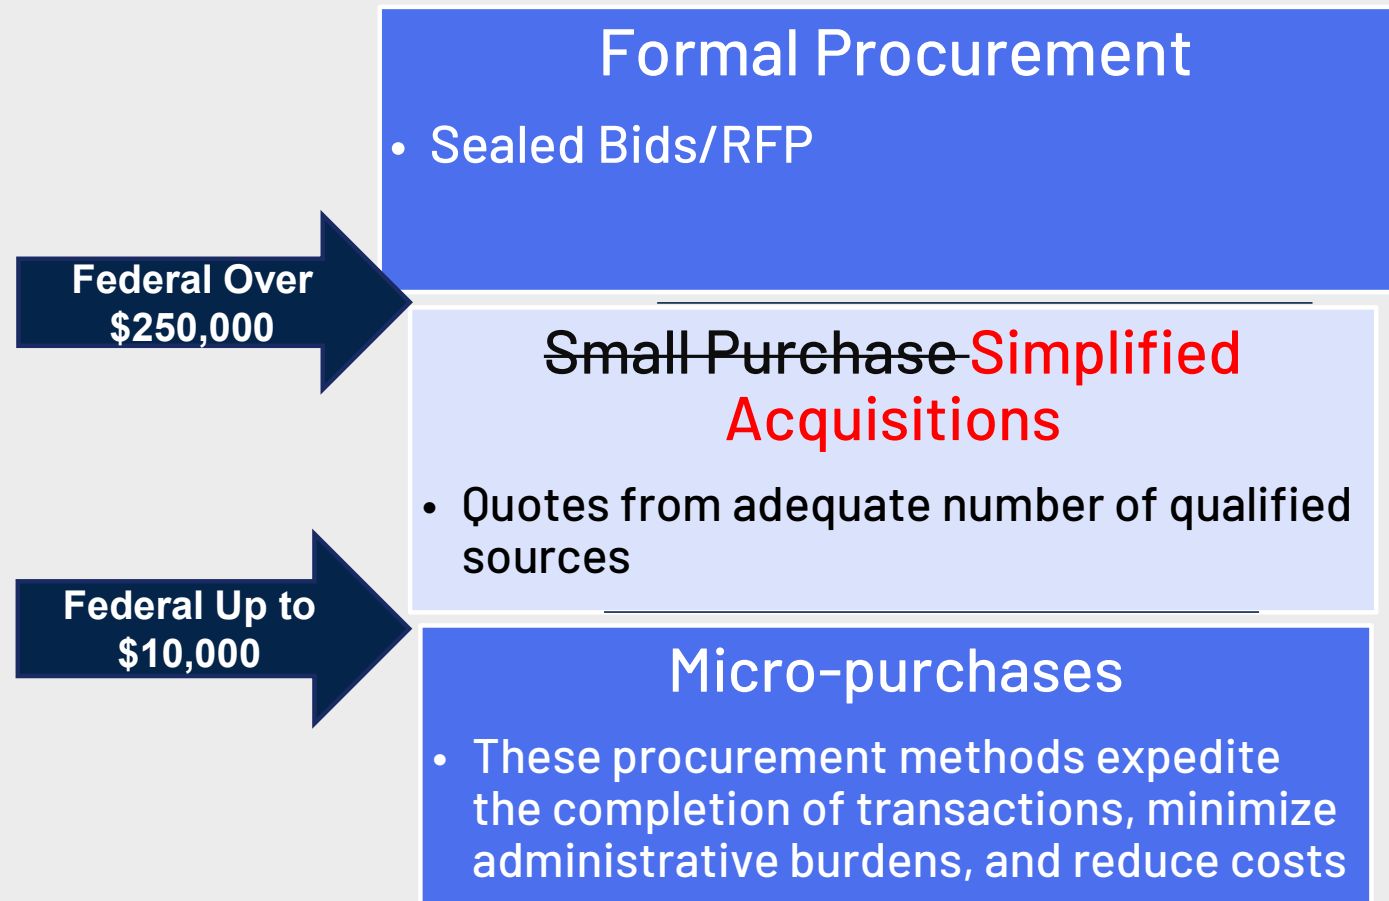 Formal Procurement
• Sealed Bids/RFP
Federal Over
$250,000
Small Purchase Simplified
Acquisitions
• Quotes from adequate number of qualified
sources
Federal Up to
$10,000
Micro-purchases
• These procurement methods expedite
the completion of transactions, minimize
administrative burdens, and reduce costs